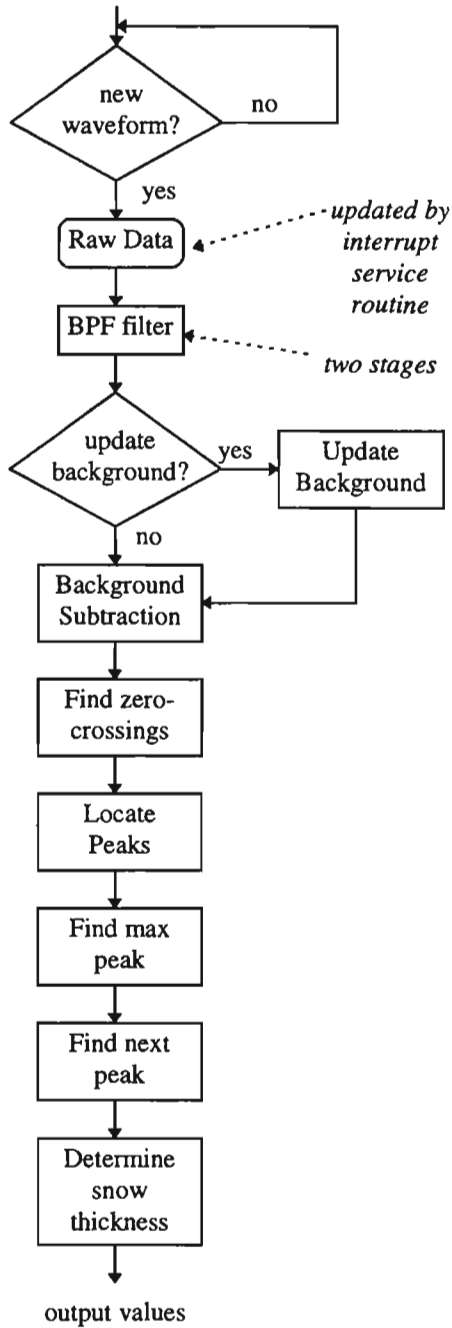 new
waveform?
no
yes
Raw Data
updated by
interrupt
service
routine
BPF filter
two stages
update
background?
yes
Update
Background
no
Background
Subtraction
Find zero-
crossings
Locate
Peaks
Find max
peak
Find next
peak
Determine
snow
thickness
output values